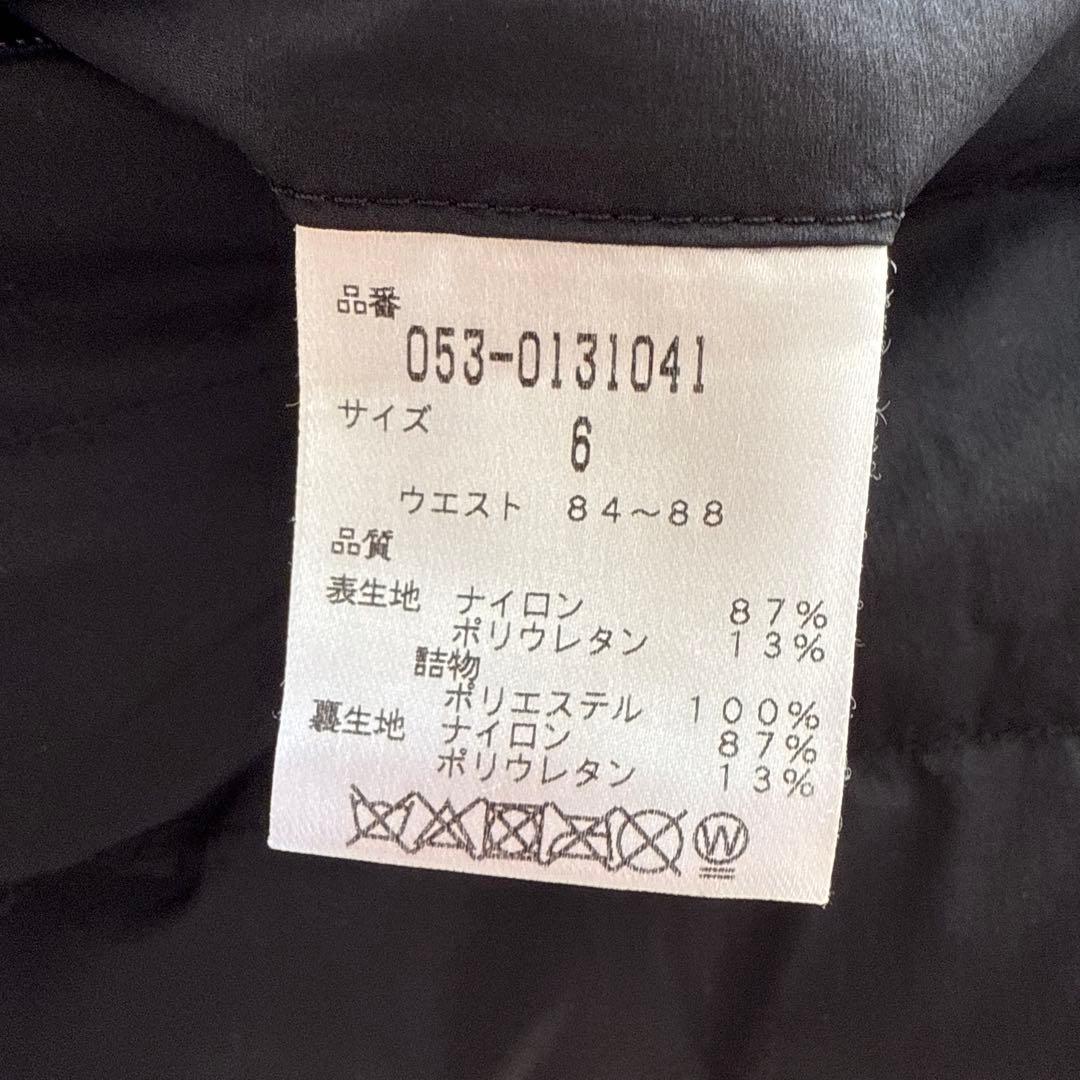 品番
053-0131041
サイズ 6
ウエスト 84〜88
品質
表生地 ナイロン 87%
ポリウレタン 13%
詰物
ポリエステル 100%
裏生地 ナイロン 87%
ポリウレタン 13%
W